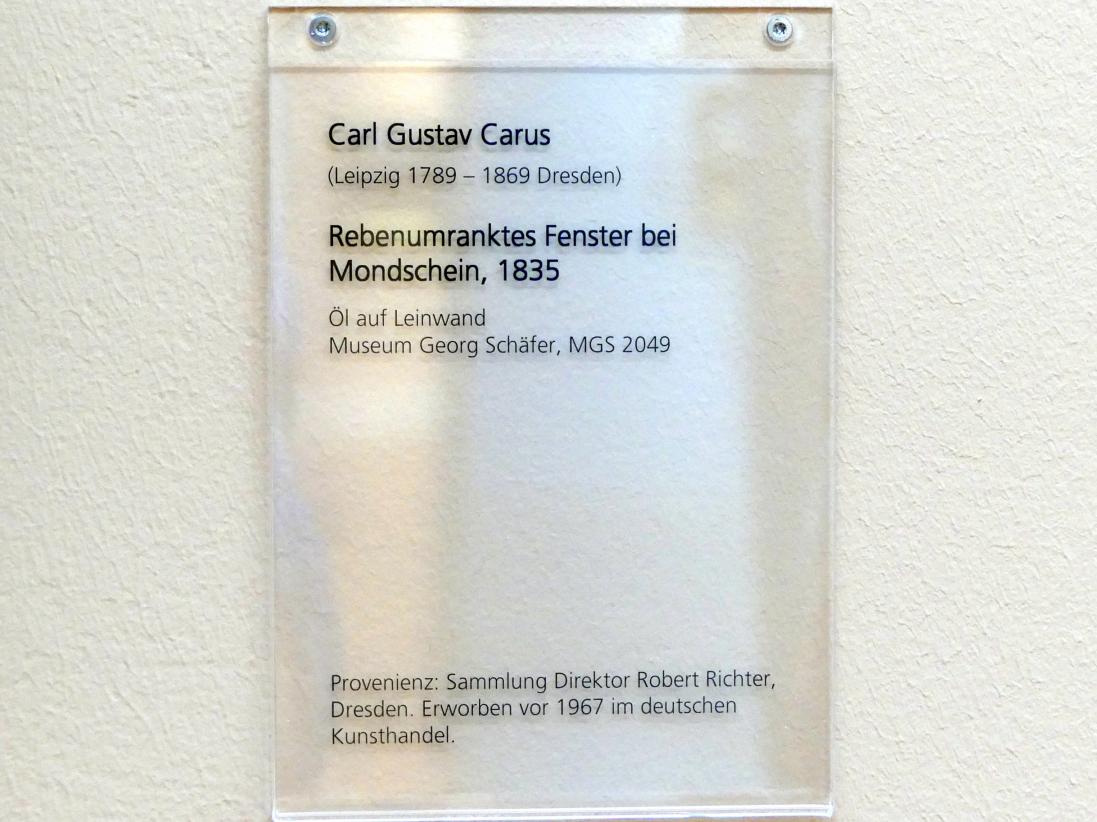 Carl Gustav Carus
(Leipzig 1789 – 1869 Dresden)
Rebenumranktes Fenster bei
Mondschein, 1835
Öl auf Leinwand
Museum Georg Schäfer, MGS 2049
Provenienz: Sammlung Direktor Robert Richter,
Dresden. Erworben vor 1967 im deutschen
Kunsthandel.